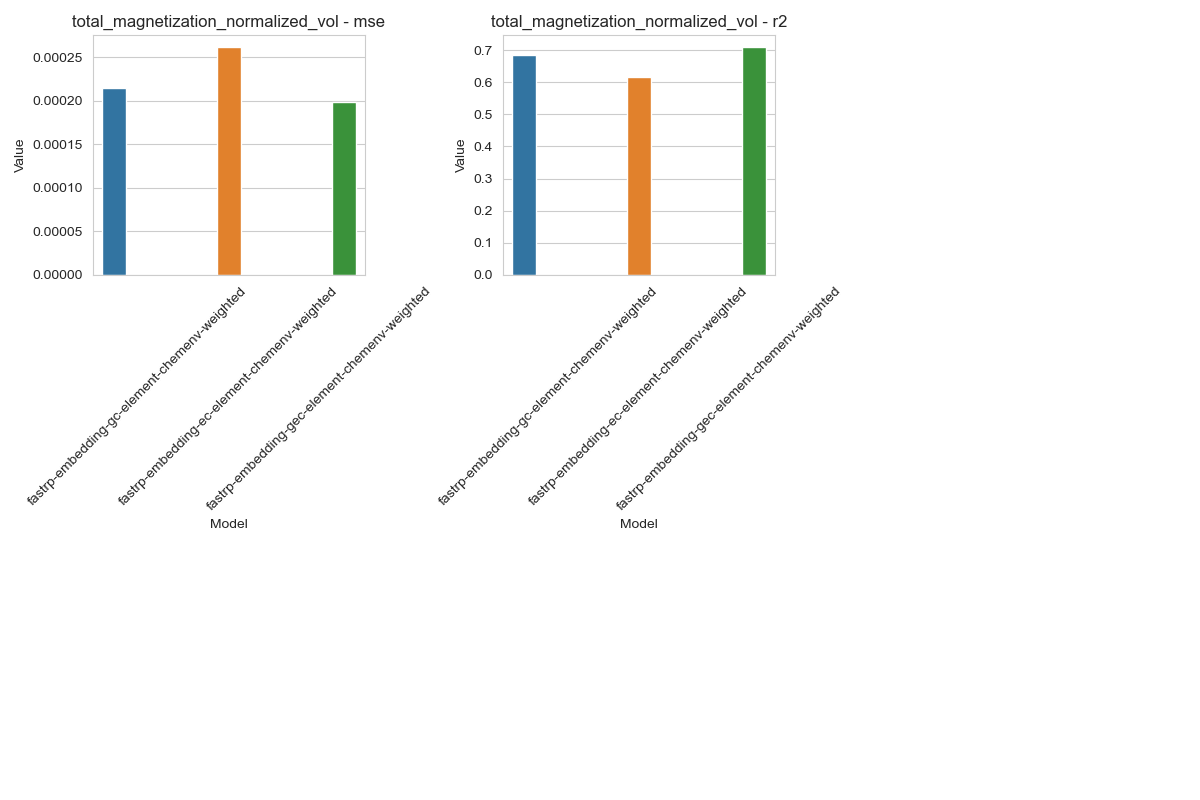 total_magnetization_normalized_vol - mse
Value
0.00025
0.00020
0.00015
0.00010
0.00005
0.00000
fastrp-embedding-gc-element-chemenv-weighted
fastrp-embedding-ec-element-chemenv-weighted
fastrp-embedding-gec-element-chemenv-weighted
Model
total_magnetization_normalized_vol - r2
Value
0.7
0.6
0.5
0.4
0.3
0.2
0.1
0.0
fastrp-embedding-gc-element-chemenv-weighted
fastrp-embedding-ec-element-chemenv-weighted
fastrp-embedding-gec-element-chemenv-weighted
Model